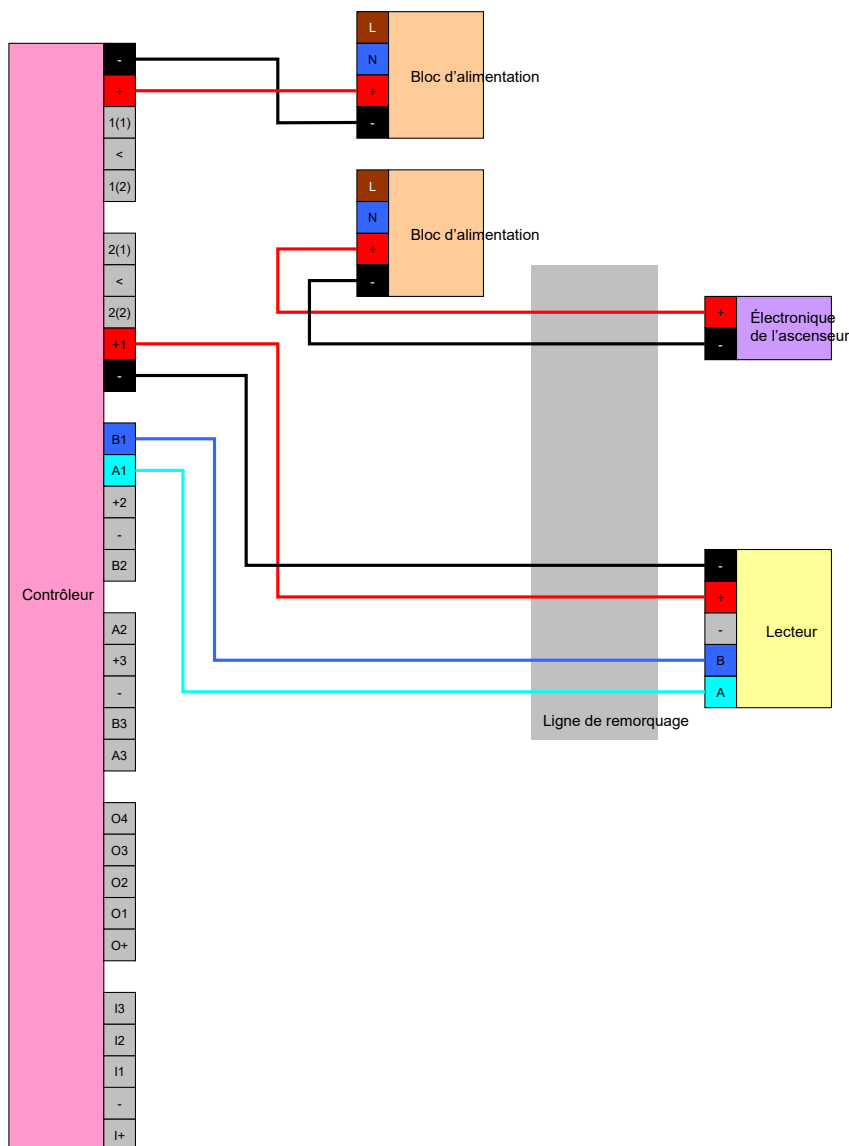 L
N
+
-
Bloc d’alimentation
L
N
+
-
Bloc d’alimentation
-
+
1(1)
<
1(2)
2(1)
<
2(2)
+1
-
B1
A1
+2
-
B2
A2
+3
-
B3
A3
O4
O3
O2
O1
O+
I3
I2
I1
-
I+
Contrôleur
+
-
Électronique
de l’ascenseur
-
+
-
B
A
Lecteur
Ligne de remorquage